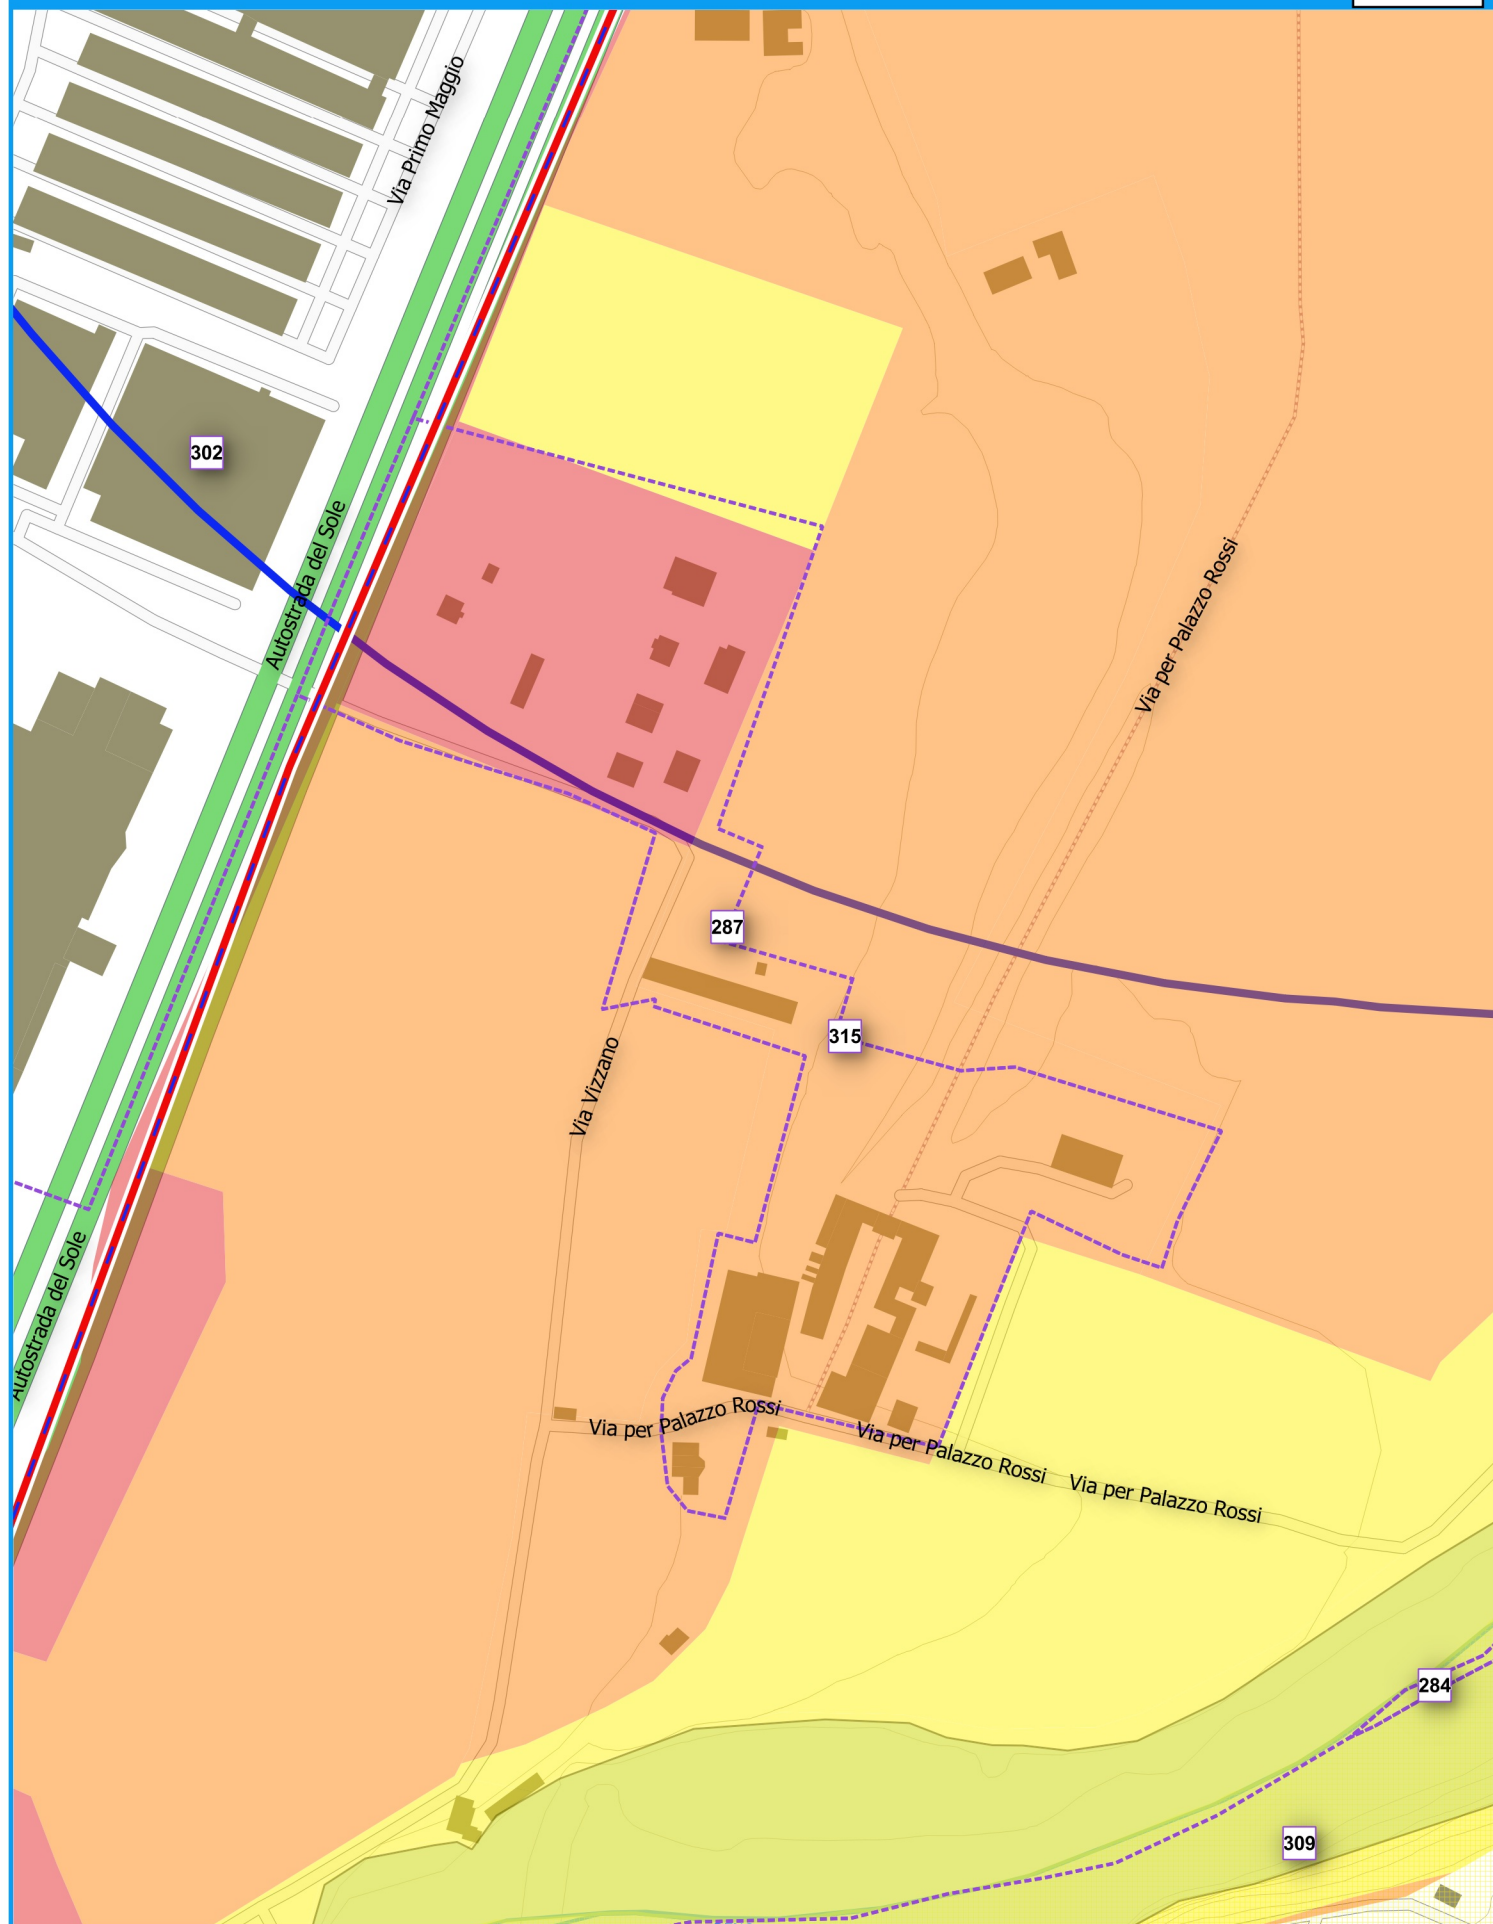 Via Primo Maggio
302
Autostrada del Sole
Via per Palazzo Rossi
287
315
Via Vizzano
Autostrada del Sole
Via per Palazzo Rossi
Via per Palazzo Rossi
Via per Palazzo Rossi
284
309